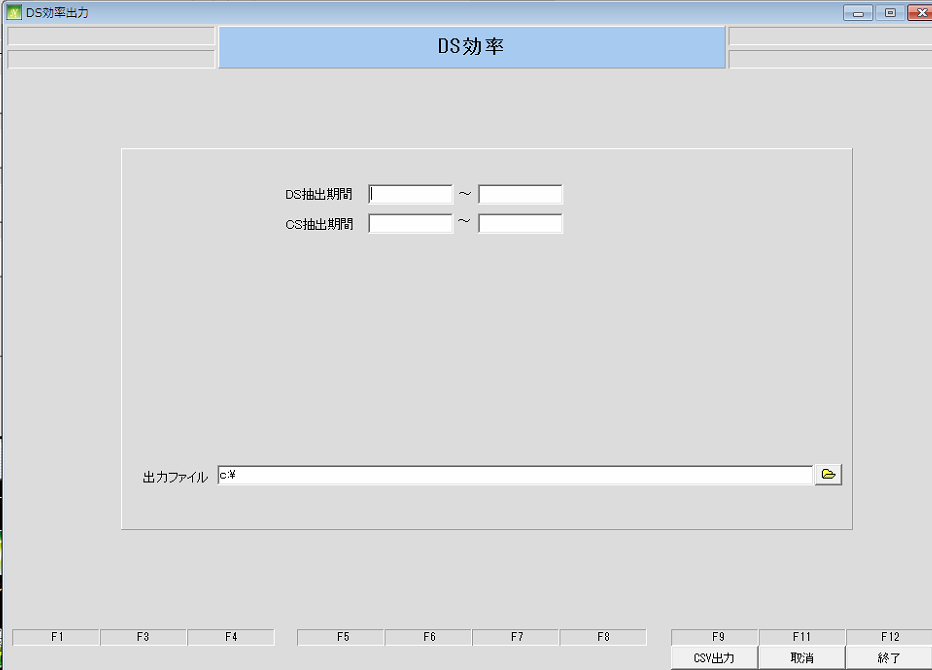 DS効率出力
DS効率
DS抽出期間 ～
CS抽出期間 ～
出力ファイル c:¥
F1 F3 F4 F5 F6 F7 F8 F9 F11 F12
CSV出力 取消 終了